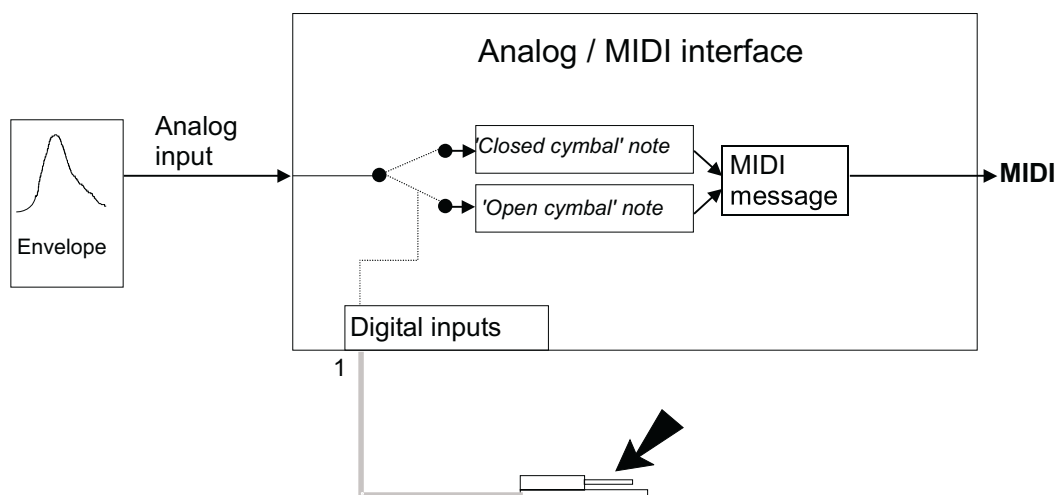 Analog / MIDI interface
Analog
input
'Closed cymbal' note
MIDI
message
MIDI
'Open cymbal' note
Envelope
Digital inputs
1